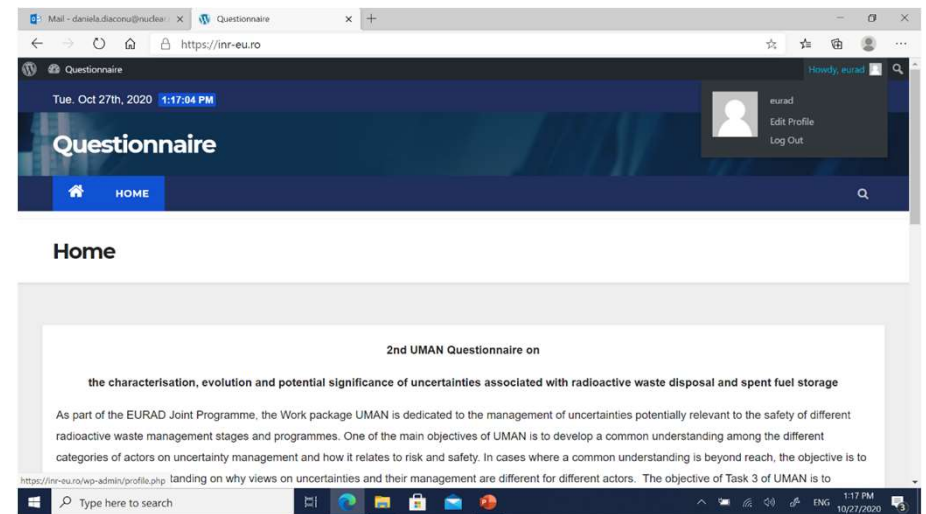 Mail - daniela.diaconu@nuclear.
Questionnaire
https://inr-eu.ro
Questionnaire
Howdy, eurad
Tue. Oct 27th, 2020 1:17:04 PM
eurad
Edit Profile
Log Out
Questionnaire
HOME
Home
2nd UMAN Questionnaire on
the characterisation, evolution and potential significance of uncertainties associated with radioactive waste disposal and spent fuel storage
As part of the EURAD Joint Programme, the Work package UMAN is dedicated to the management of uncertainties potentially relevant to the safety of different
radioactive waste management stages and programmes. One of the main objectives of UMAN is to develop a common understanding among the different
categories of actors on uncertainty management and how it relates to risk and safety. In cases where a common understanding is beyond reach, the objective is to
https://inr-eu.ro/wp-admin/profile.php tanding on why views on uncertainties and their management are different for different actors. The objective of Task 3 of UMAN is to
Type here to search
ENG
1:17 PM
10/27/2020
3